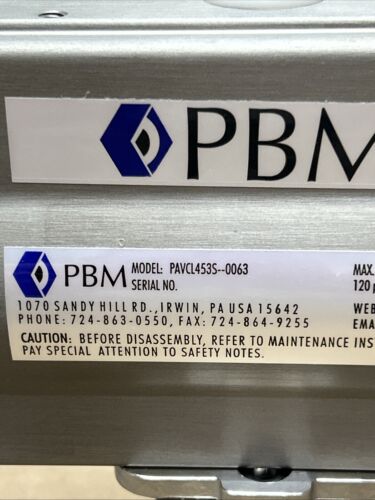 PBM
PBM MODEL: PAVCL453S--0063 MAX.
SERIAL NO. 120
1070 SANDY HILL RD., IRWIN, PA USA 15642 WEB
PHONE: 724-863-0550, FAX: 724-864-9255 EMA
CAUTION: BEFORE DISASSEMBLY, REFER TO MAINTENANCE INS
PAY SPECIAL ATTENTION TO SAFETY NOTES.